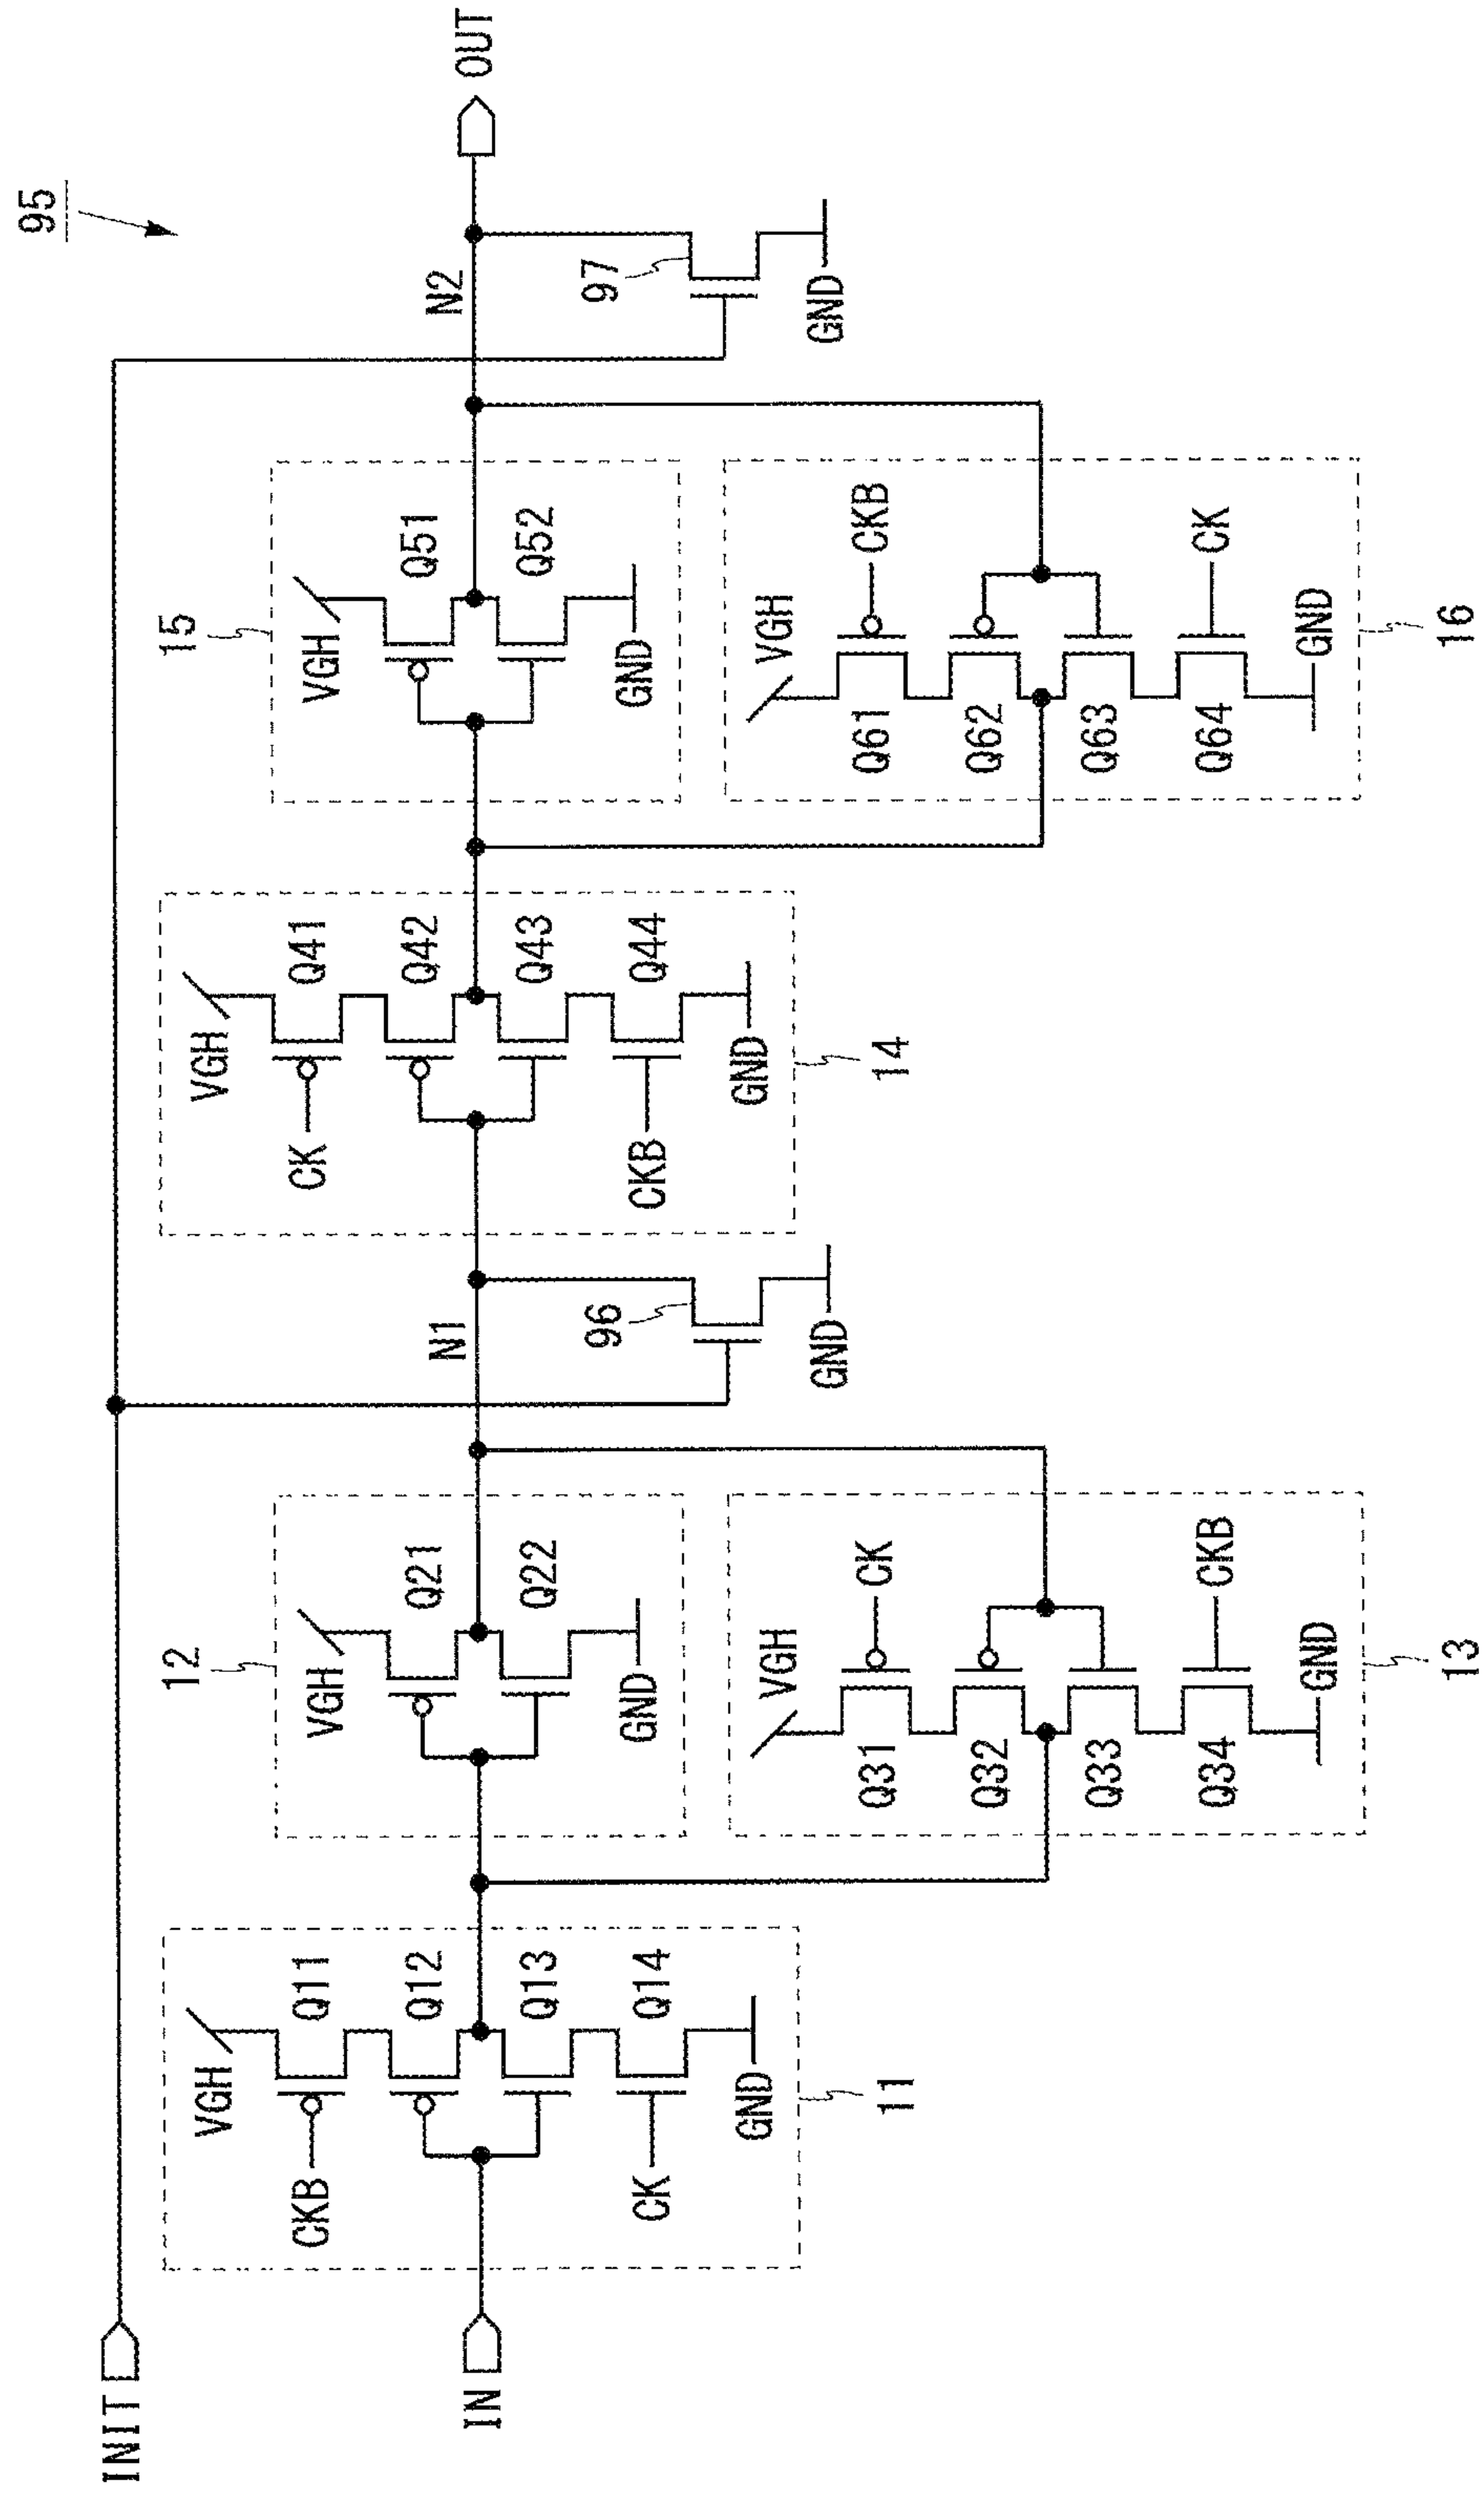 95
INIT
IN
OUT
11
VGH
CKB
Q11
Q12
Q13
Q14
CK
GND
12
VGH
Q21
Q22
GND
13
VGH
CK
Q31
Q32
Q33
Q34
CKB
GND
N1
96
GND
14
VGH
CK
Q41
Q42
Q43
Q44
CKB
GND
15
VGH
Q51
Q52
GND
16
VGH
CKB
Q61
Q62
Q63
Q64
CK
GND
N2
97
GND